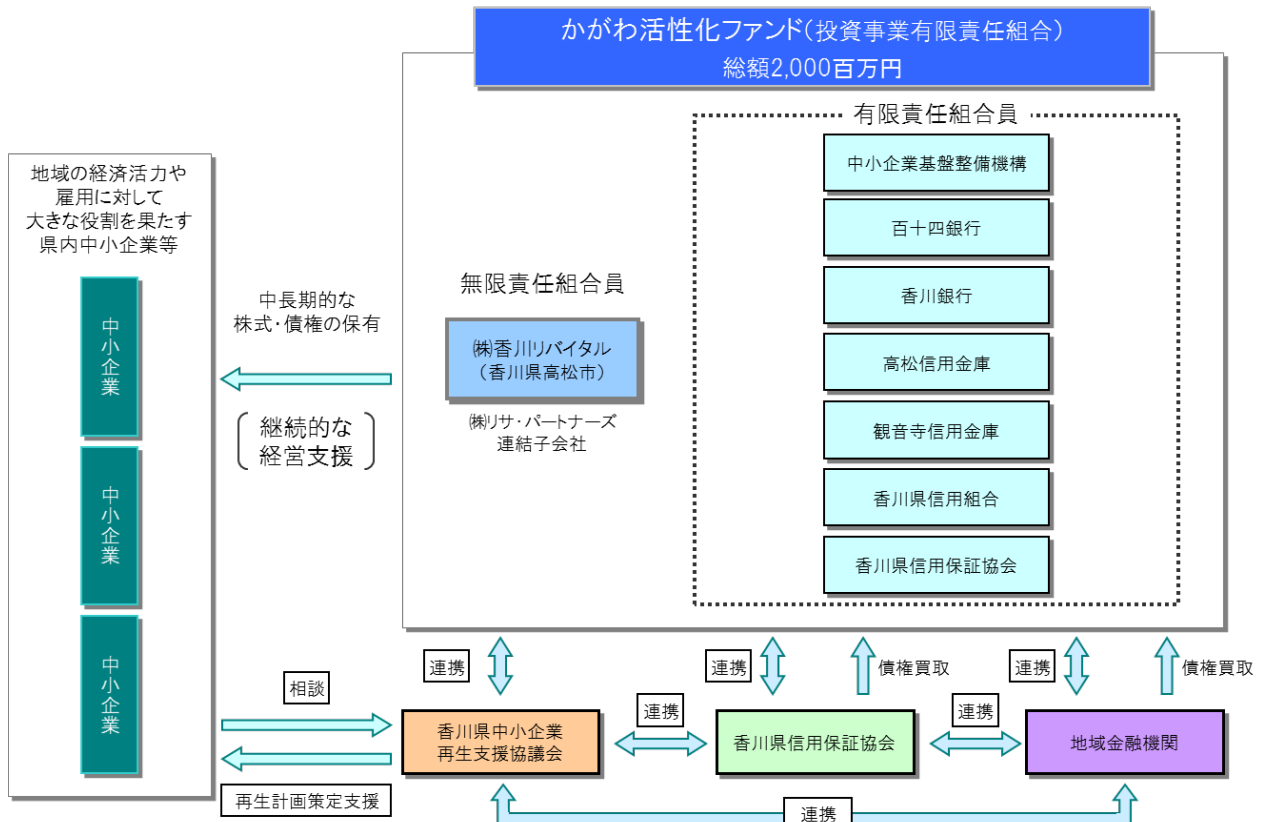 かがわ活性化ファンド(投資事業有限責任組合)
総額2,000百万円
地域の経済活力や
雇用に対して
大きな役割を果たす
県内中小企業等
中小企業
中小企業
中小企業
中長期的な
株式・債権の保有
継続的な
経営支援
無限責任組合員
㈱香川リバイタル
(香川県高松市)
㈱リサ・パートナーズ
連結子会社
有限責任組合員
中小企業基盤整備機構
百十四銀行
香川銀行
高松信用金庫
観音寺信用金庫
香川県信用組合
香川県信用保証協会
連携
連携
債権買取
連携
債権買取
相談
再生計画策定支援
香川県中小企業
再生支援協議会
連携
香川県信用保証協会
連携
地域金融機関
連携